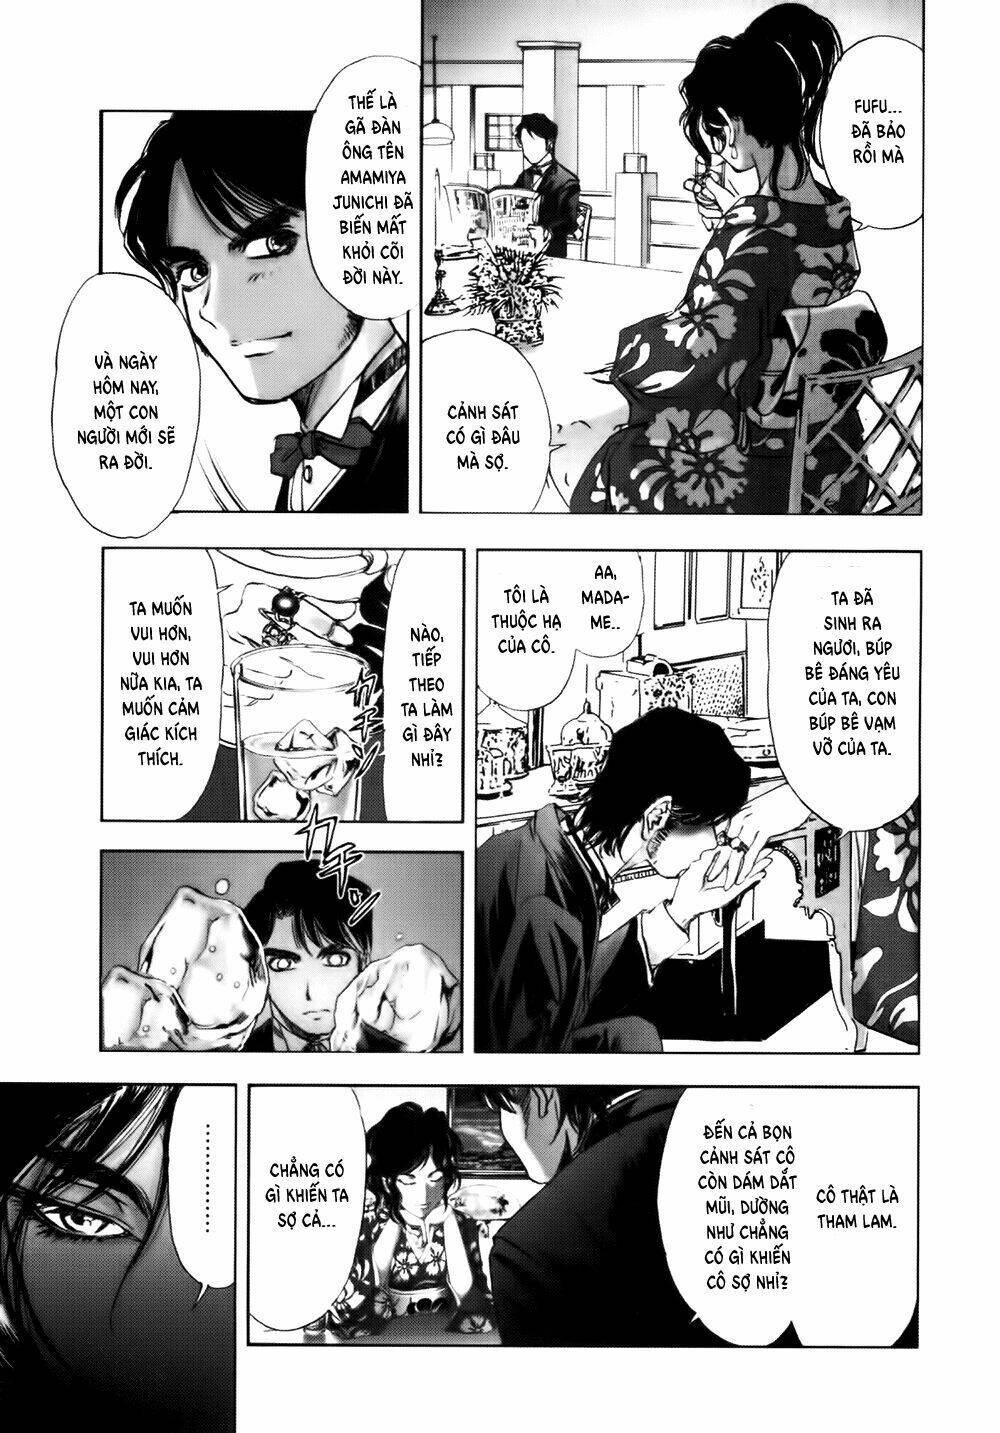 FUFU...
ĐÃ BẢO
RỒI MÀ
CẢNH SÁT
CÓ GÌ ĐÂU
MÀ SỢ.
THẾ LÀ
GÃ ĐÀN
ÔNG TÊN
AMAMIYA
JUNICHI ĐÃ
BIẾN MẤT
KHỎI CÕI
ĐỜI NÀY.
VÀ NGÀY
HÔM NAY,
MỘT CON
NGƯỜI MỚI SẼ
RA ĐỜI.
TA ĐÃ
SINH RA
NGƯƠI, BÚP
BÊ ĐÁNG YÊU
CỦA TA, CON
BÚP BÊ VẠM
VỠ CỦA TA.
AA,
MADA-
ME..
TÔI LÀ
THUỘC HẠ
CỦA CÔ.
NÀO,
TIẾP
THEO
TA LÀM
GÌ ĐÂY
NHỈ?
TA MUỐN
VUI HƠN,
VUI HƠN
NỮA KIA, TA
MUỐN CẢM
GIÁC KÍCH
THÍCH.
カチッ
カチッ
CÔ THẬT LÀ
THAM LAM.
ĐẾN CẢ BỌN
CẢNH SÁT CÔ
CÒN DÁM DẮT
MŨI, DƯỜNG
NHƯ CHẲNG
CÓ GÌ KHIẾN
CÔ SỢ NHỈ?
CHẲNG CÓ
GÌ KHIẾN TA
SỢ CẢ...
..........